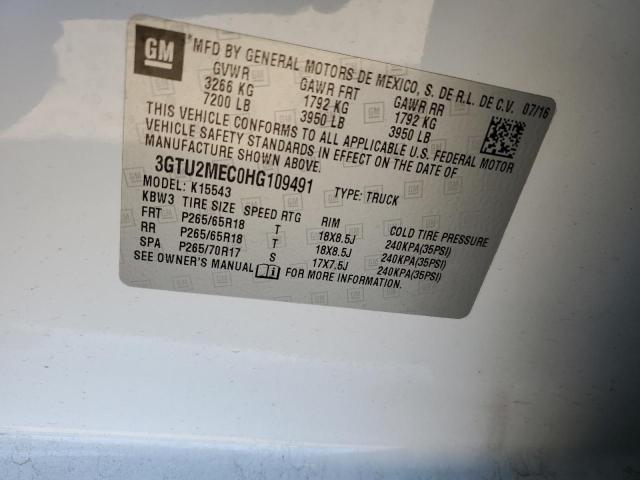 GM
*MFD BY GENERAL MOTORS DE MEXICO, S. DE R.L. DE C.V. 07/16
GVWR GAWR FRT GAWR RR
3266 KG 1792 KG 1792 KG
7200 LB 3950 LB 3950 LB
THIS VEHICLE CONFORMS TO ALL APPLICABLE U.S. FEDERAL MOTOR
VEHICLE SAFETY STANDARDS IN EFFECT ON THE DATE OF
MANUFACTURE SHOWN ABOVE.
3GTU2MEC0HG109491 TYPE: TRUCK
MODEL: K15543
KBW3 TIRE SIZE SPEED RTG RIM COLD TIRE PRESSURE
FRT P265/65R18 T 18X8.5J 240KPA(35PSI)
RR P265/65R18 T 18X8.5J 240KPA(35PSI)
SPA P265/70R17 S 17X7.5J 240KPA(35PSI)
SEE OWNER'S MANUAL FOR MORE INFORMATION.